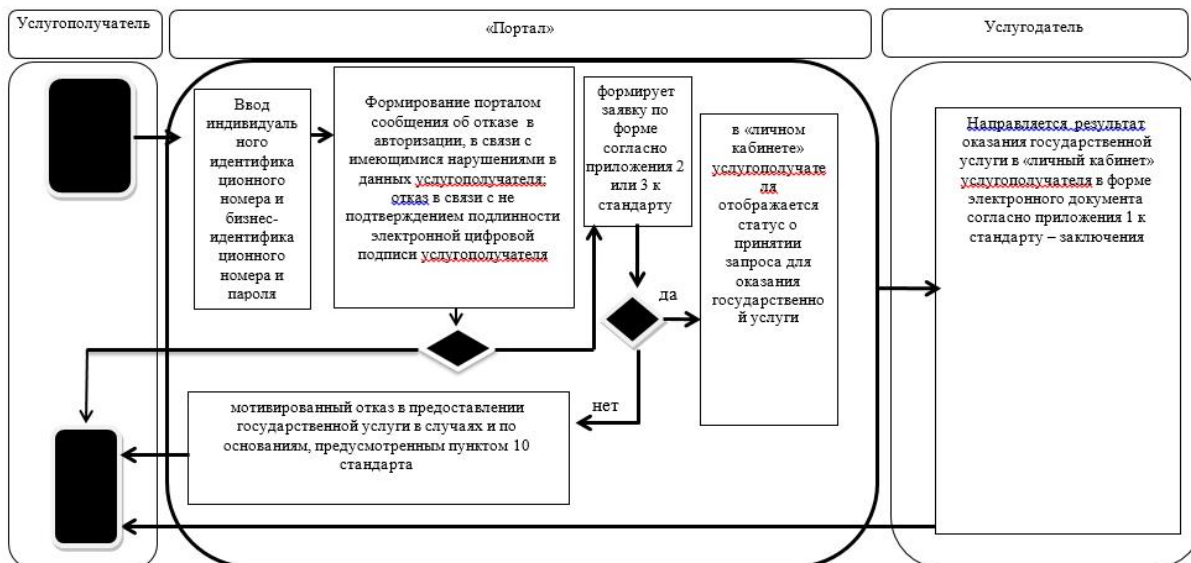 Услугополучатель
«Портал»
Услугодатель
Ввод
индивидуаль
ного
идентифика
ционного
номера и
бизнес-
идентифика
ционного
номера и
пароля
Формирование порталом
сообщения об отказе в
авторизации, в связи с
имеющимися нарушениями в
данных услугополучателя;
отказ в связи с не
подтверждением подлинности
электронной цифровой
подписи услугополучателя
формирует
заявку по
форме
согласно
приложения 2
или 3 к
стандарту
в «личном
кабинете»
услугополучате
ля
отображается
статус о
принятии
запроса для
оказания
государственно
й услуги
Направляется результат
оказания государственной
услуги в «личный кабинет»
услугополучателя в форме
электронного документа
согласно приложения 1 к
стандарту – заключения
да
нет
мотивированный отказ в предоставлении
государственной услуги в случаях и по
основаниям, предусмотренным пунктом 10
стандарта